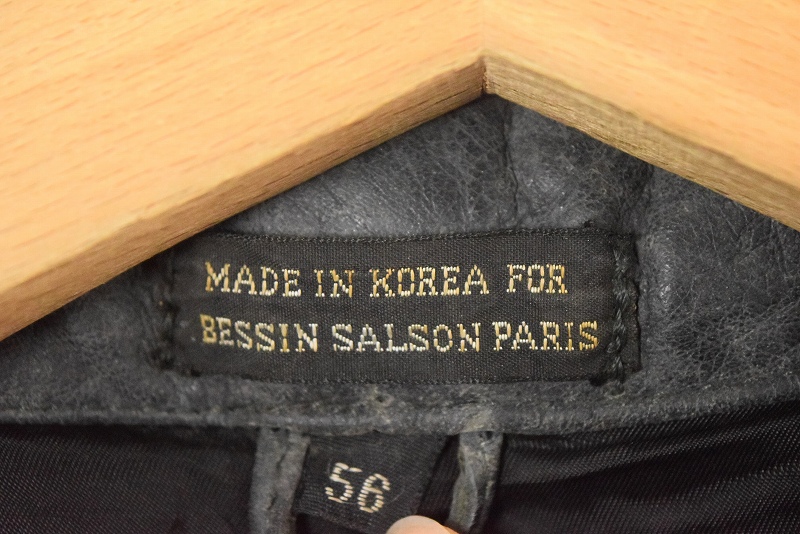 MADE IN KOREA FOR
BESSIN SALSON PARIS
56